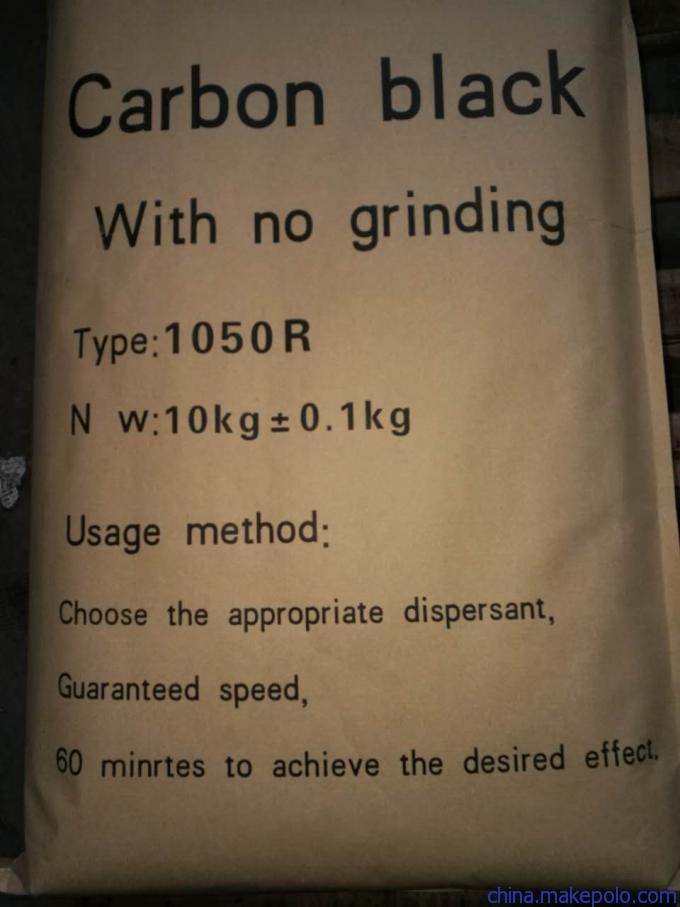 Carbon black
With no grinding
Type:1050R
N w:10kg±0.1kg
Usage method:
Choose the appropriate dispersant,
Guaranteed speed,
60 minrtes to achieve the desired effect.
china.makepolo.com